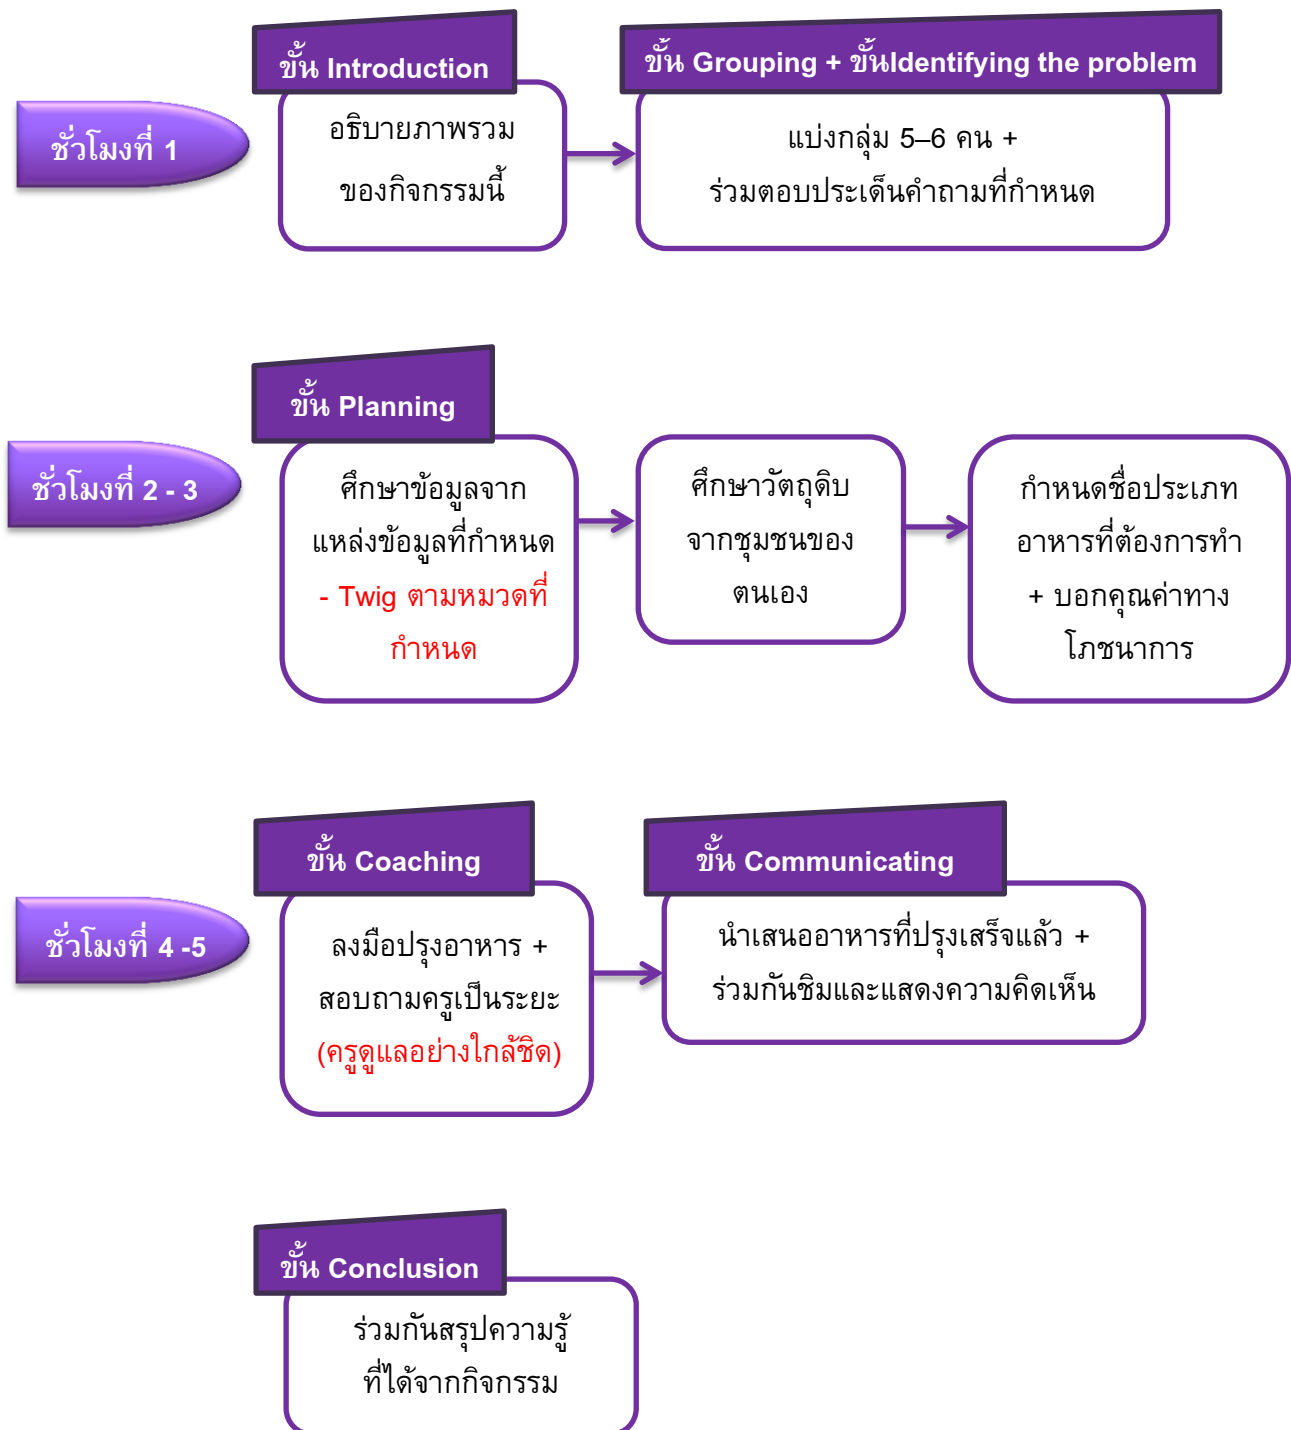 ขั้น Introduction
ขั้น Grouping + ขั้นIdentifying the problem
ชั่วโมงที่ 1
อธิบายภาพรวม
ของกิจกรรมนี้
แบ่งกลุ่ม 5–6 คน +
ร่วมตอบประเด็นคำถามที่กำหนด
ขั้น Planning
ชั่วโมงที่ 2 - 3
ศึกษาข้อมูลจาก
แหล่งข้อมูลที่กำหนด
- Twig ตามหมวดที่
กำหนด
ศึกษาวัตถุดิบ
จากชุมชนของ
ตนเอง
กำหนดชื่อประเภท
อาหารที่ต้องการทำ
+ บอกคุณค่าทาง
โภชนาการ
ขั้น Coaching
ขั้น Communicating
ชั่วโมงที่ 4 -5
ลงมือปรุงอาหาร +
สอบถามครูเป็นระยะ
(ครูดูแลอย่างใกล้ชิด)
นำเสนออาหารที่ปรุงเสร็จแล้ว +
ร่วมกันชิมและแสดงความคิดเห็น
ขั้น Conclusion
ร่วมกันสรุปความรู้
ที่ได้จากกิจกรรม